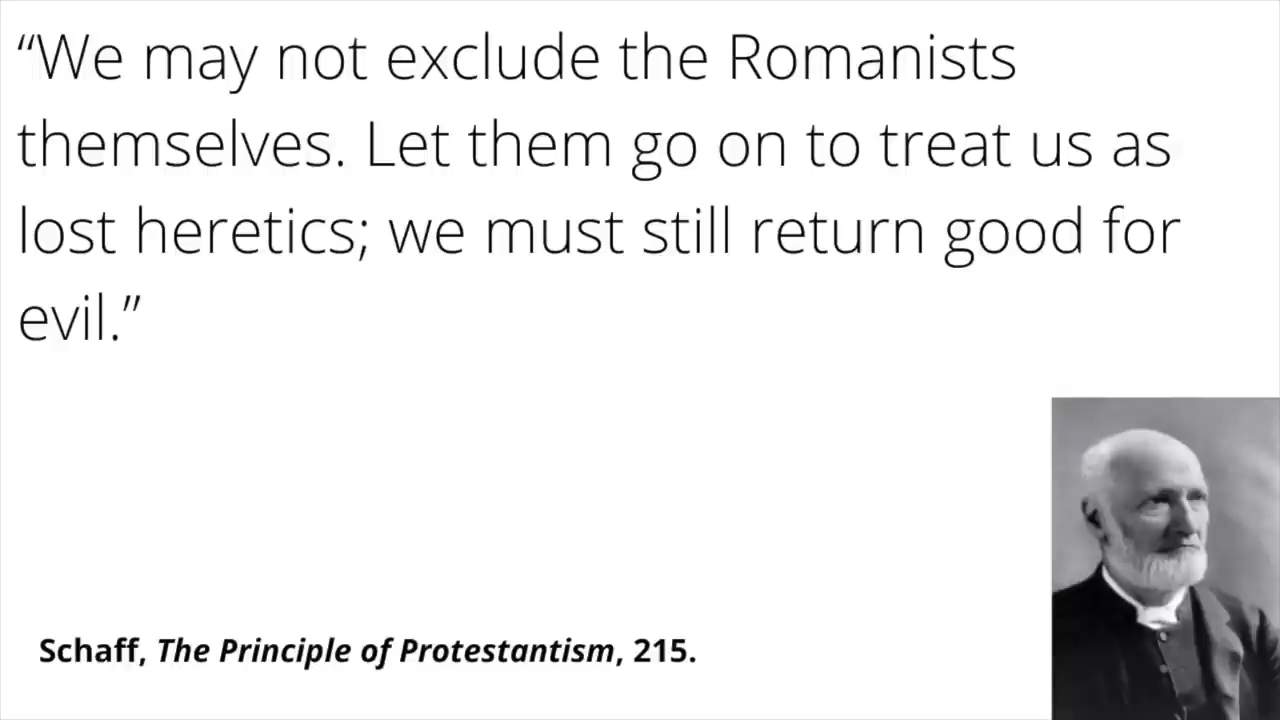 “We may not exclude the Romanists
themselves. Let them go on to treat us as
lost heretics; we must still return good for
evil.”
Schaff, The Principle of Protestantism, 215.